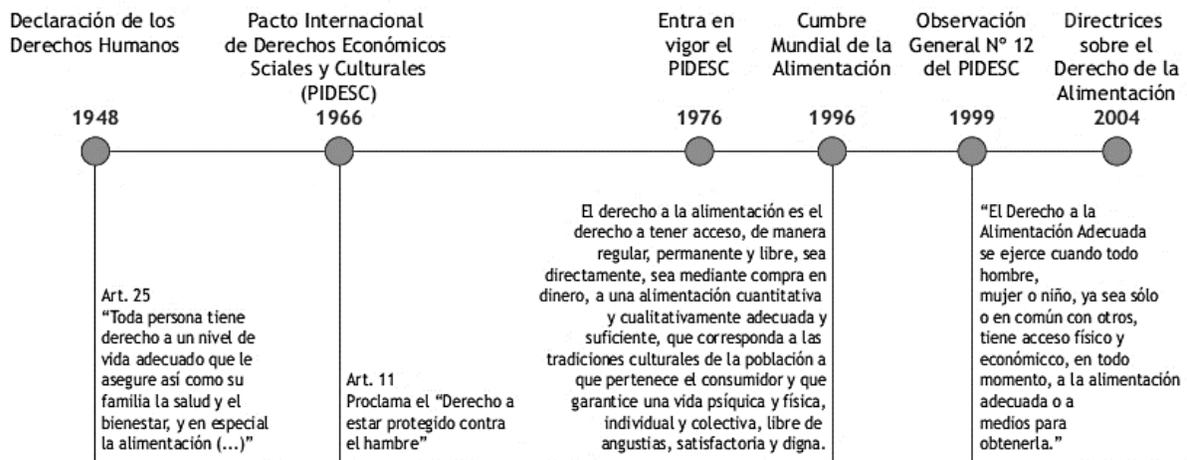 Declaración de los
Derechos Humanos
1948
Pacto Internacional
de Derechos Económicos
Sciales y Culturales
(PIDESC)
1966
Entra en
vigor el
PIDESC
1976
Cumbre
Mundial de la
Alimentación
1996
Observación
General N° 12
del PIDESC
1999
Directrices
sobre el
Derecho de la
Alimentación
2004
Art. 25
“Toda persona tiene
derecho a un nivel de
vida adecuado que le
asegure así como su
familia la salud y el
bienestar, y en especial
la alimentación (...)”
Art. 11
Proclama el “Derecho a
estar protegido contra
el hambre”
El derecho a la alimentación es el
derecho a tener acceso, de manera
regular, permanente y libre, sea
directamente, sea mediante compra en
dinero, a una alimentación cuantitativa
y cualitativamente adecuada y
suficiente, que corresponda a las
tradiciones culturales de la población a
que pertenece el consumidor y que
garantice una vida psíquica y física,
individual y colectiva, libre de
angustias, satisfactoria y digna.
“El Derecho a la
Alimentación Adecuada
se ejerce cuando todo
hombre,
mujer o niño, ya sea sólo
o en común con otros,
tiene acceso físico y
económicco, en todo
momento, a la alimentación
adecuada o a
medios para
obtenerla.”